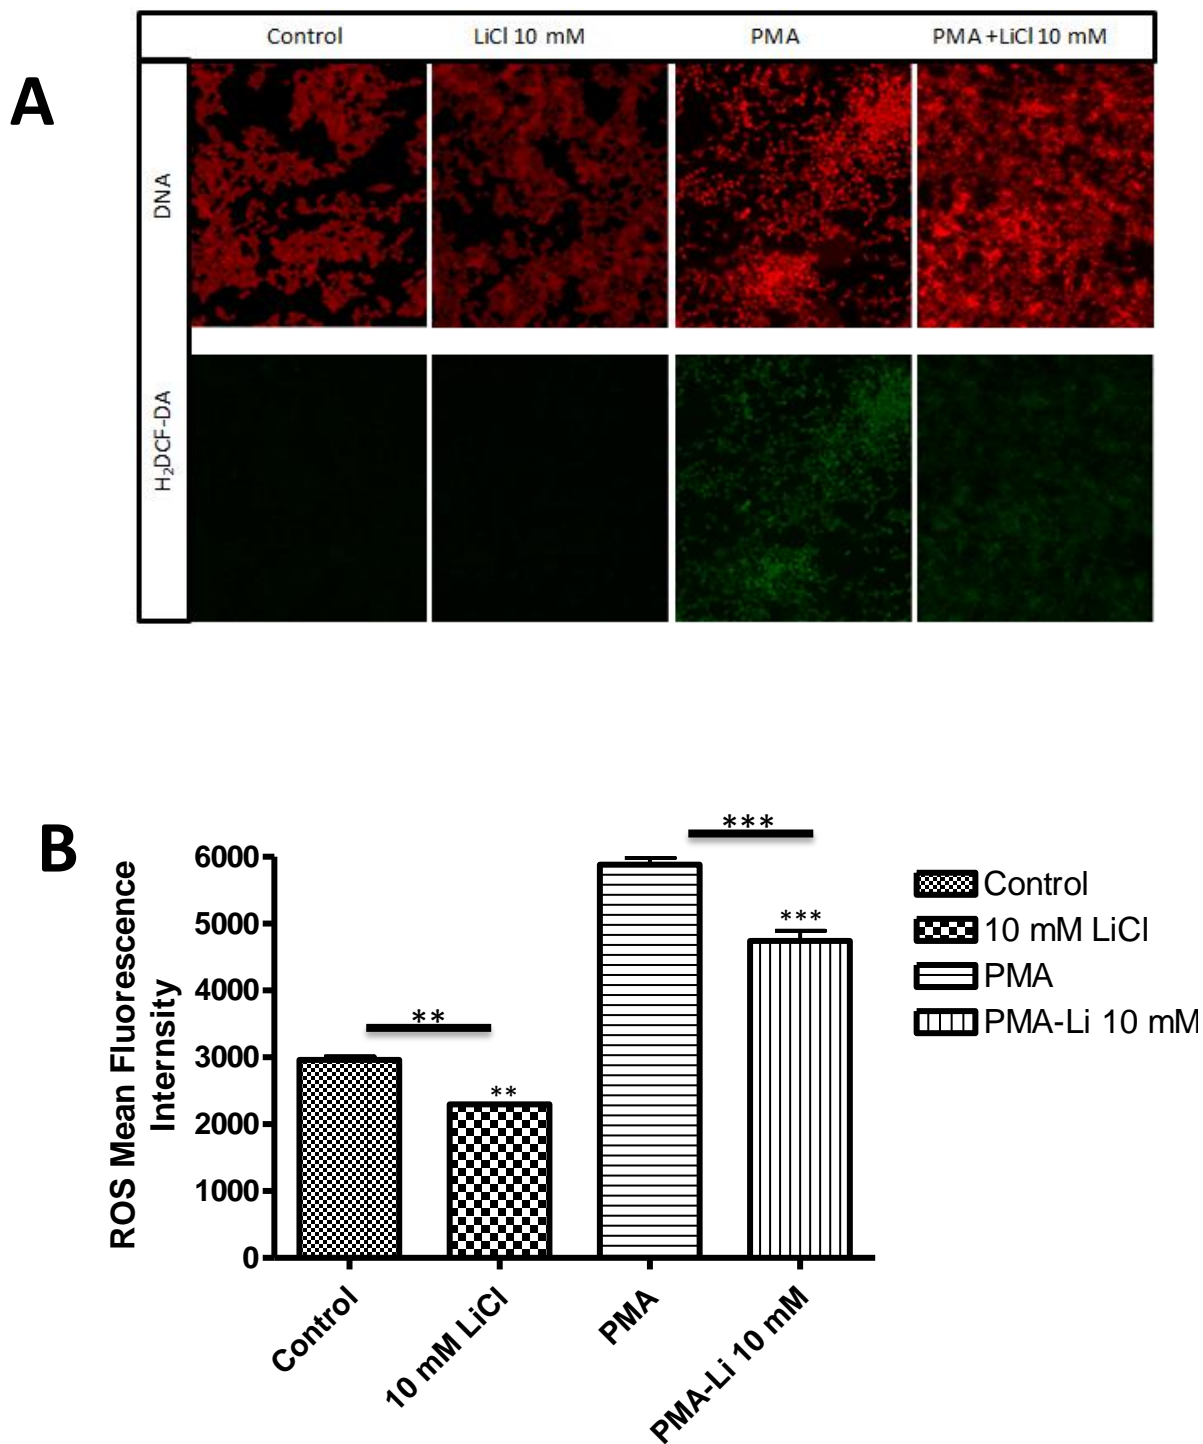 Control LiCl 10 mM PMA PMA +LiCl 10 mM
A
DNA
H₂DCF-DA
B
***
ROS Mean Fluorescence
Internsity
6000
5000
4000
3000
2000
1000
0
**
**
***
Control
10 mM LiCl
PMA
PMA-Li 10 mM
Control
10 mM LiCl
PMA
PMA-Li 10 mM